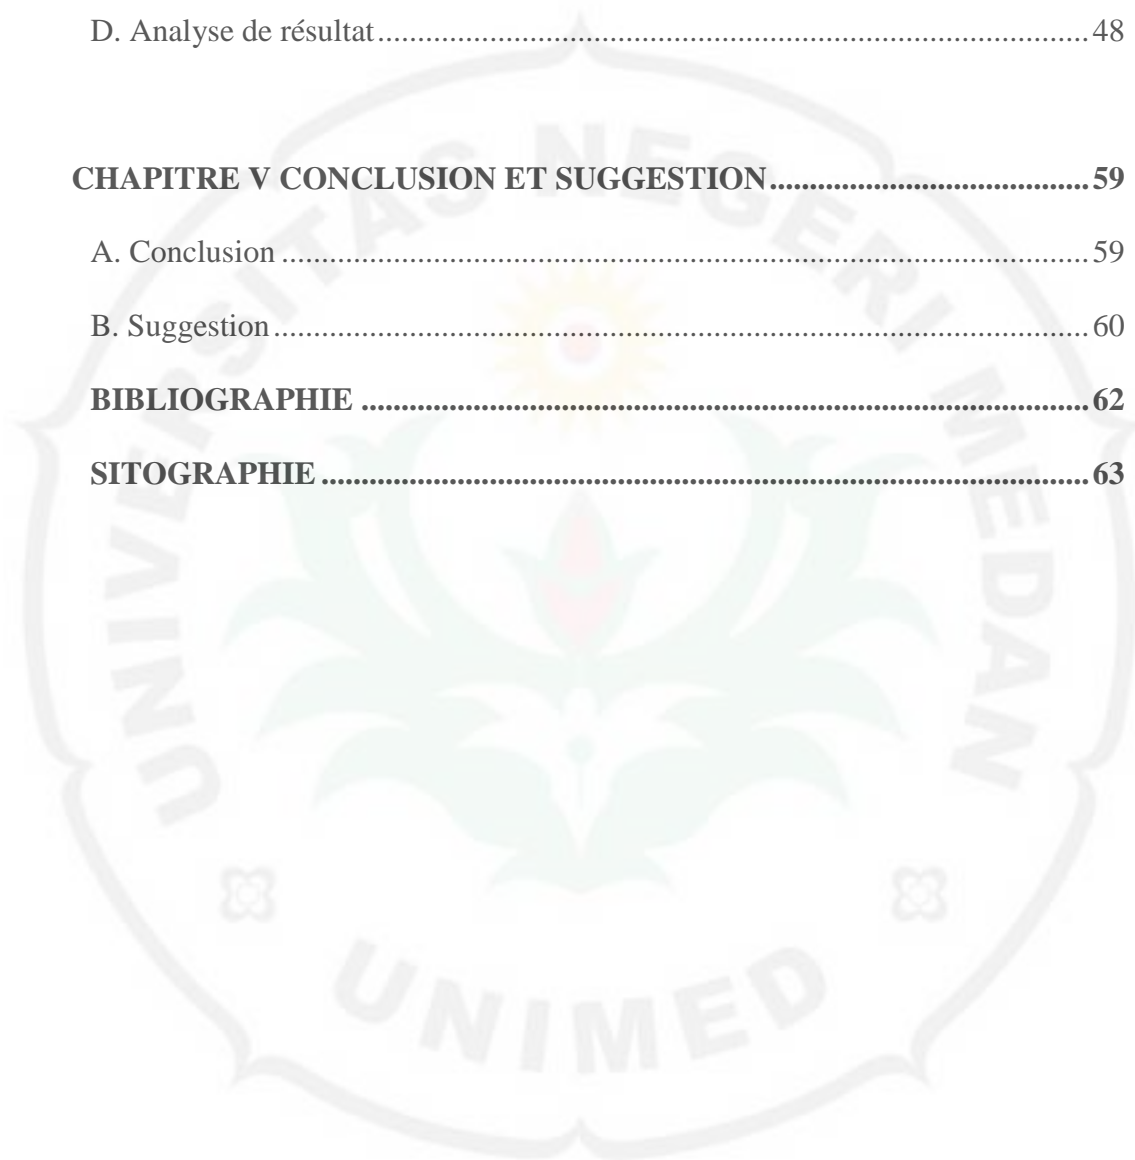 D. Analyse de résultat........................................................................................48
CHAPITRE V CONCLUSION ET SUGGESTION.......................................59
A. Conclusion ....................................................................................................59
B. Suggestion.....................................................................................................60
BIBLIOGRAPHIE ..........................................................................................62
SITOGRAPHIE ...............................................................................................63
UNIVERSITAS NEGERI MEDAN
UNIMED